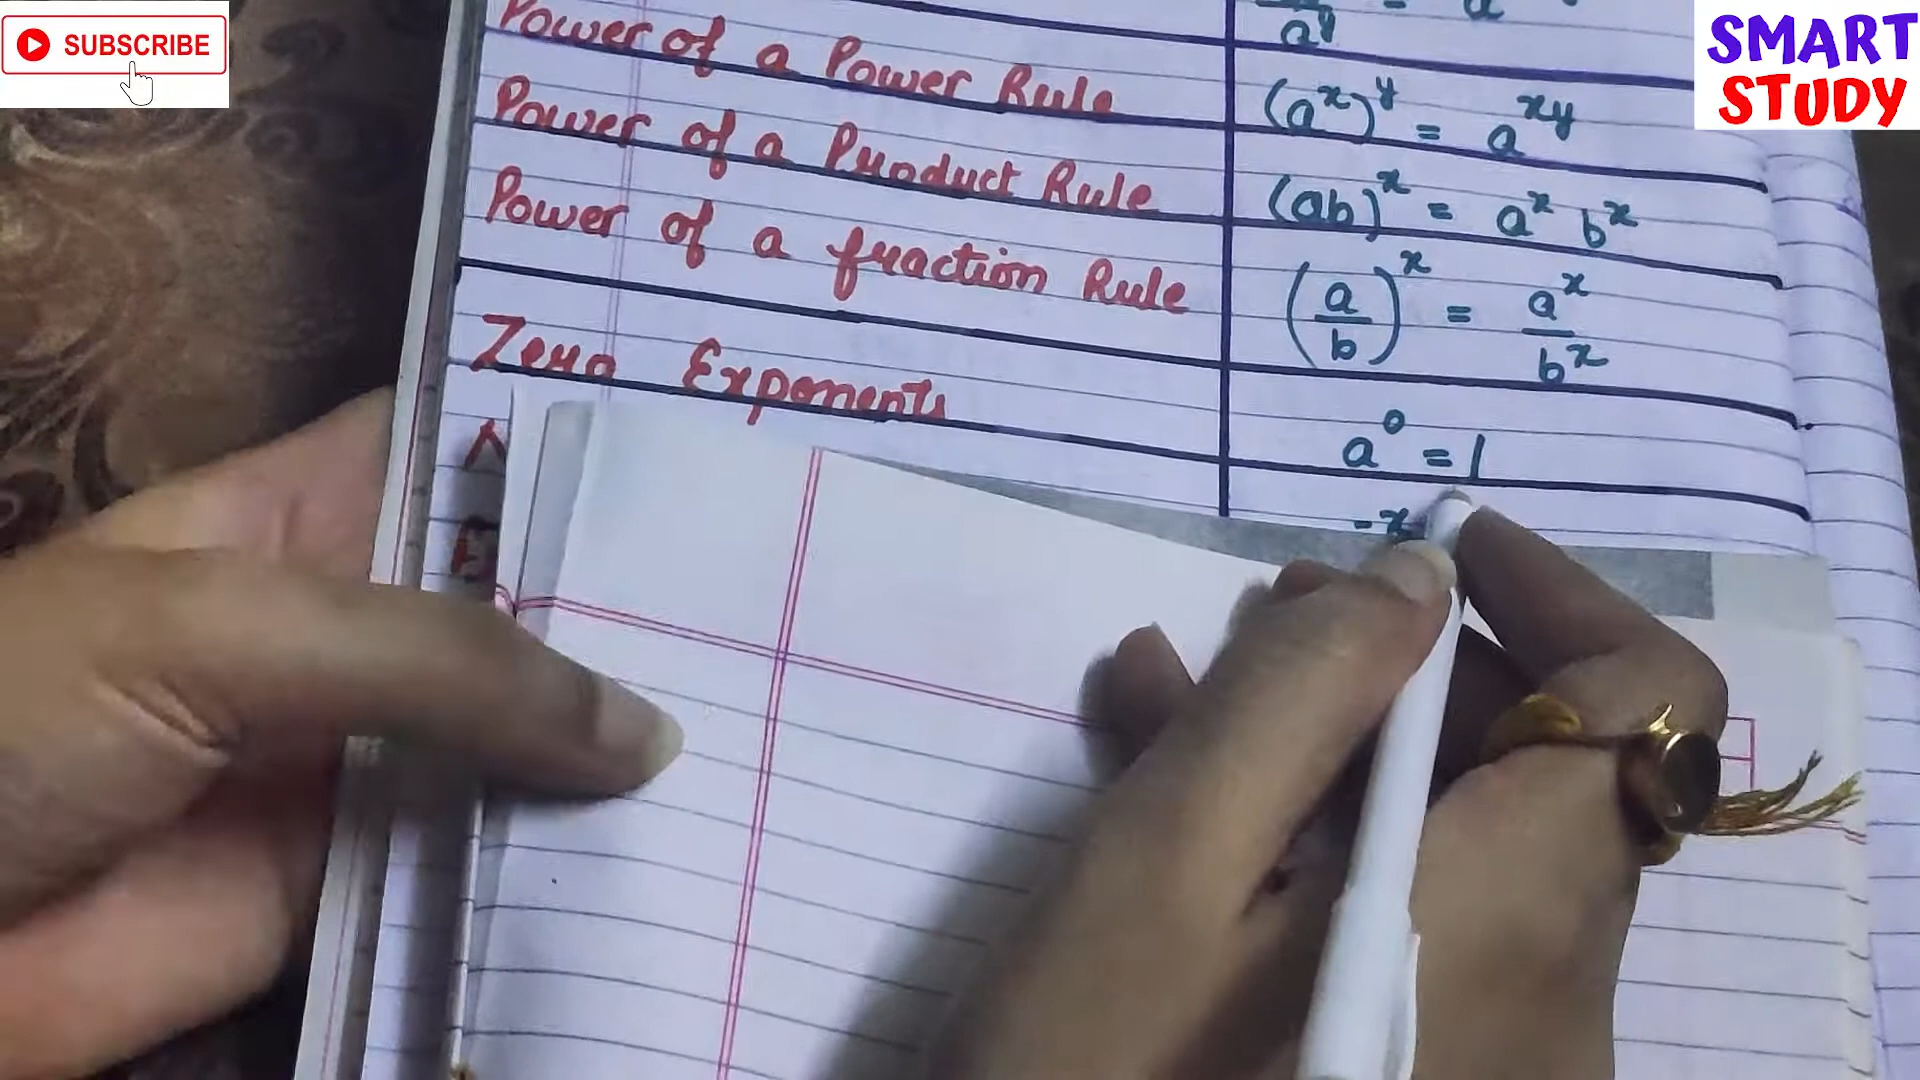 SUBSCRIBE
SMART
STUDY
a^y = a
Power of a Power Rule (a^x)^y = a^xy
Power of a Product Rule (ab)^x = a^x b^x
Power of a fraction Rule (a/b)^x = a^x/b^x
Zero Exponents a^0 = 1
-x